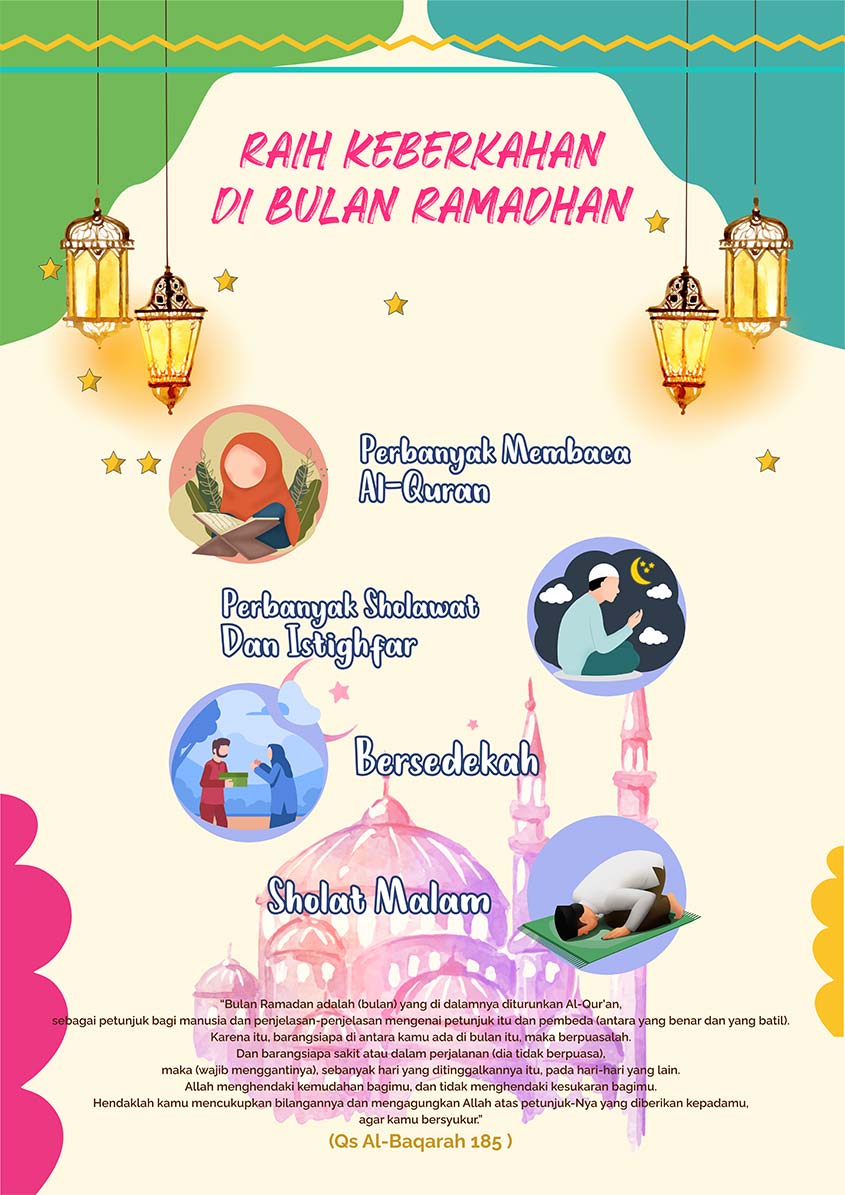 RAIH KEBERKAHAN
DI BULAN RAMADHAN
Perbanyak Membaca
Al-Quran
Perbanyak Sholawat
Dan Istighfar
Bersedekah
Sholat Malam
"Bulan Ramadan adalah (bulan) yang di dalamnya diturunkan Al-Qur'an,
sebagai petunjuk bagi manusia dan penjelasan-penjelasan mengenai petunjuk itu dan pembeda (antara yang benar dan yang batil).
Karena itu, barangsiapa di antara kamu ada di bulan itu, maka berpuasalah.
Dan barangsiapa sakit atau dalam perjalanan (dia tidak berpuasa),
maka (wajib menggantinya), sebanyak hari yang ditinggalkannya itu, pada hari-hari yang lain.
Allah menghendaki kemudahan bagimu, dan tidak menghendaki kesukaran bagimu.
Hendaklah kamu mencukupkan bilangannya dan mengagungkan Allah atas petunjuk-Nya yang diberikan kepadamu,
agar kamu bersyukur."
(Qs Al-Baqarah 185 )